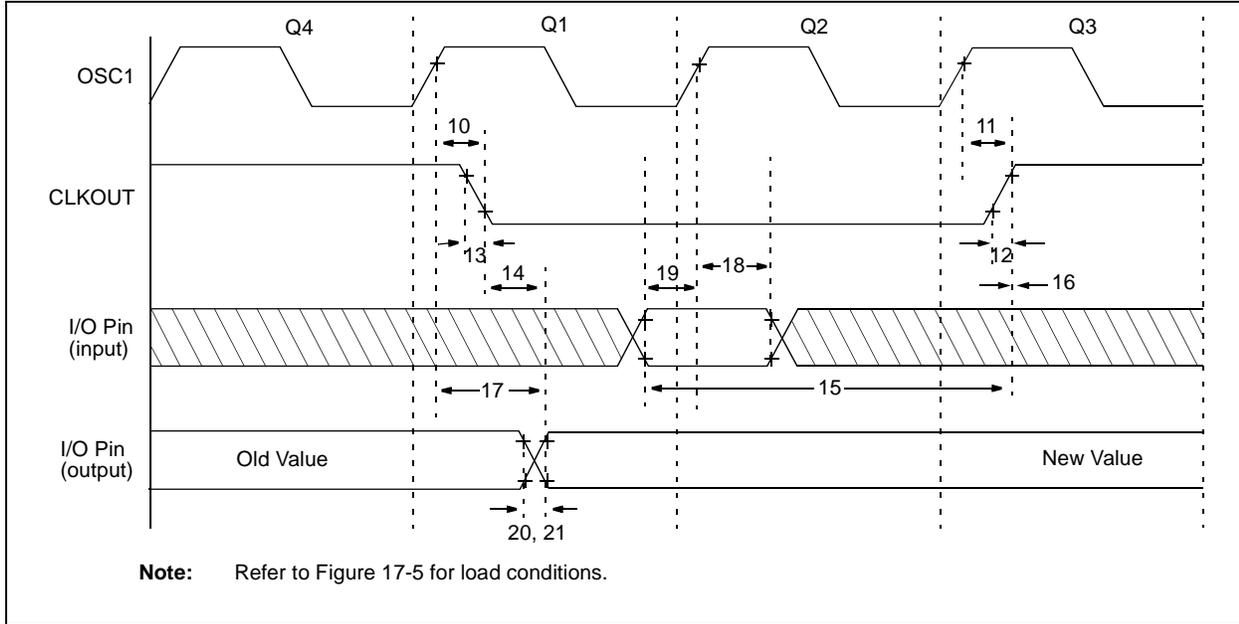 Q4 Q1 Q2 Q3
OSC1
10 11
CLKOUT
13 12
14 19 18 16
I/O Pin
(input)
17 15
I/O Pin
(output)
Old Value New Value
20, 21
Note: Refer to Figure 17-5 for load conditions.